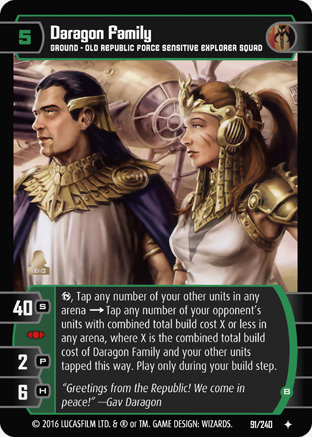 5
Daragon Family
GROUND - OLD REPUBLIC FORCE SENSITIVE EXPLORER SQUAD
40 S
2 P
6 H
, Tap any number of your other units in any
arena → Tap any number of your opponent's
units with combined total build cost X or less in
any arena, where X is the combined total build
cost of Daragon Family and your other units
tapped this way. Play only during your build step.
"Greetings from the Republic! We come in
peace!" —Gav Daragon
B
© 2016 LUCASFILM LTD. & ® or TM. GAME DESIGN: WIZARDS.
91/240